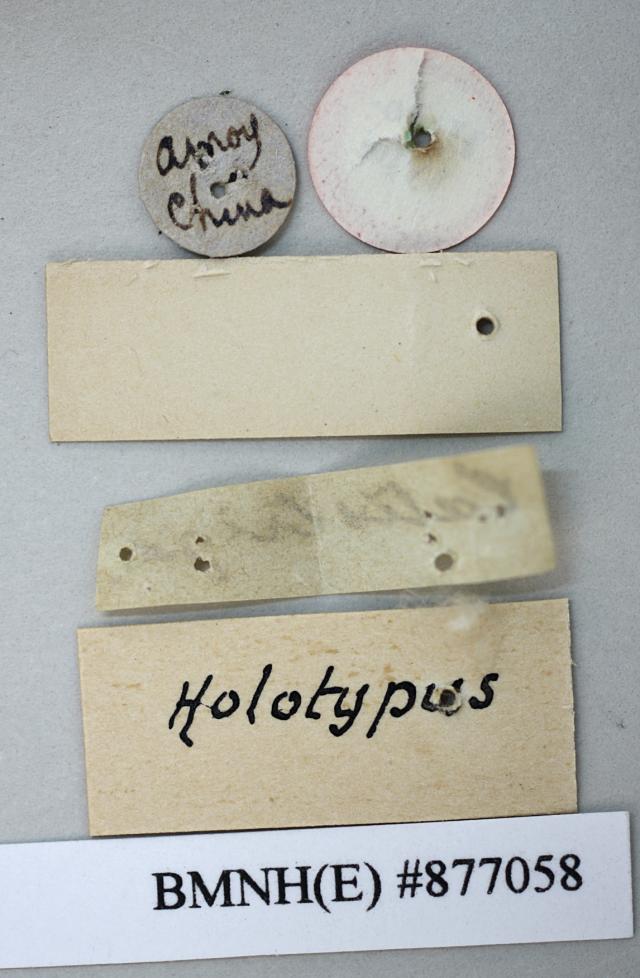 Amoy
China
Holotypus
BMNH(E) #877058